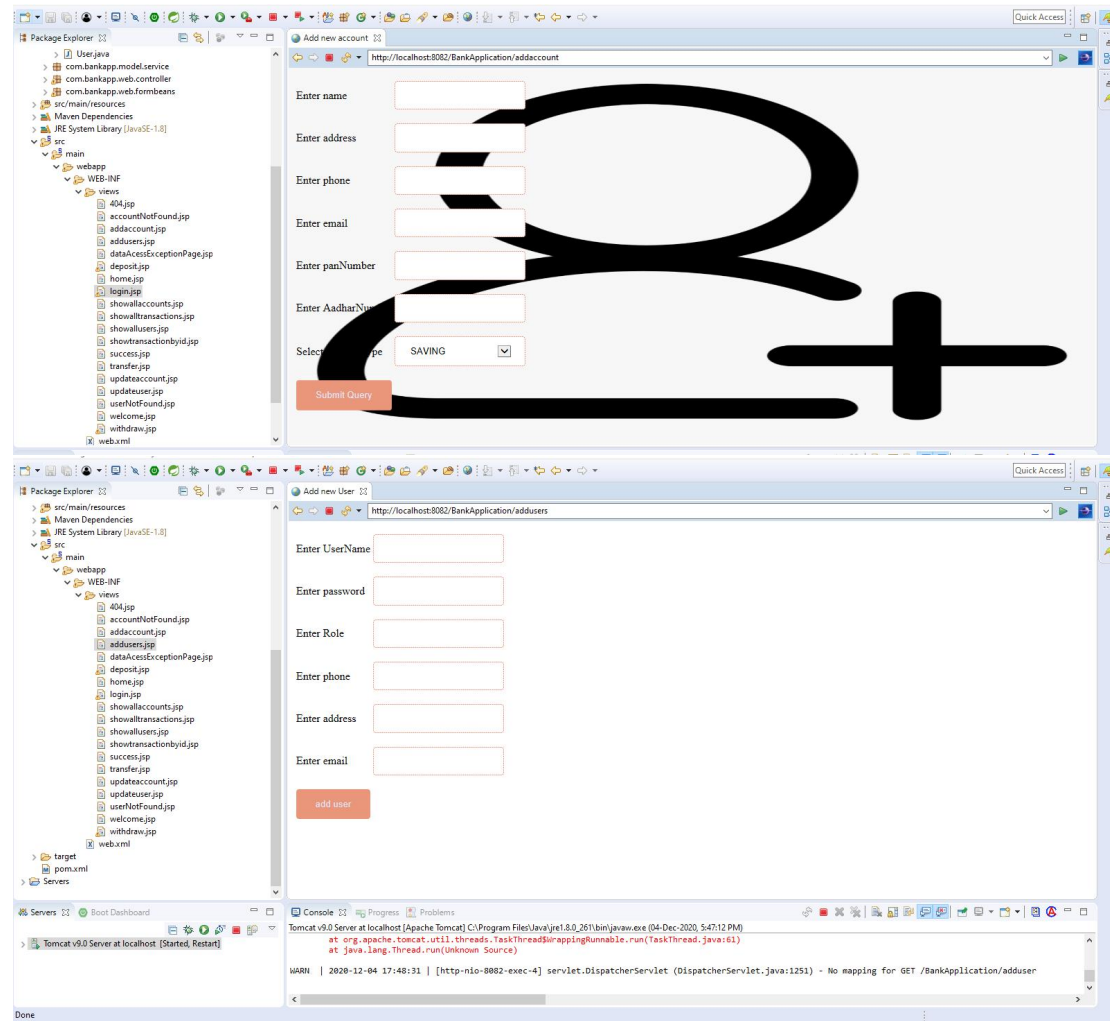 Quick Access
Package Explorer
User.java
com.bankapp.model.service
com.bankapp.web.controller
com.bankapp.web.formbeans
src/main/resources
Maven Dependencies
JRE System Library [JavaSE-1.8]
src
main
webapp
WEB-INF
views
404.jsp
accountNotFound.jsp
addaccount.jsp
addusers.jsp
dataAcessExceptionPage.jsp
deposit.jsp
home.jsp
login.jsp
showallaccounts.jsp
showalltransactions.jsp
showallusers.jsp
showtransactionbyid.jsp
success.jsp
transfer.jsp
updateaccount.jsp
updateuser.jsp
userNotFound.jsp
welcome.jsp
withdraw.jsp
web.xml
Add new account
http://localhost:8082/BankApplication/addaccount
Enter name
Enter address
Enter phone
Enter email
Enter panNumber
Enter AadharNu
Select pe SAVING
Submit Query
Quick Access
Package Explorer
src/main/resources
Maven Dependencies
JRE System Library [JavaSE-1.8]
src
main
webapp
WEB-INF
views
404.jsp
accountNotFound.jsp
addaccount.jsp
addusers.jsp
dataAcessExceptionPage.jsp
deposit.jsp
home.jsp
login.jsp
showallaccounts.jsp
showalltransactions.jsp
showallusers.jsp
showtransactionbyid.jsp
success.jsp
transfer.jsp
updateaccount.jsp
updateuser.jsp
userNotFound.jsp
welcome.jsp
withdraw.jsp
web.xml
target
pom.xml
Servers
Add new User
http://localhost:8082/BankApplication/addusers
Enter UserName
Enter password
Enter Role
Enter phone
Enter address
Enter email
add user
Servers Boot Dashboard
Tomcat v9.0 Server at localhost [Started, Restart]
Console Progress Problems
Tomcat v9.0 Server at localhost [Apache Tomcat] C:\Program Files\Java\jre1.8.0_261\bin\javaw.exe (04-Dec-2020, 5:47:12 PM)
at org.apache.tomcat.util.threads.TaskThread$WrappingRunnable.run(TaskThread.java:61)
at java.lang.Thread.run(Unknown Source)
WARN | 2020-12-04 17:48:31 | [http-nio-8082-exec-4] servlet.DispatcherServlet (DispatcherServlet.java:1251) - No mapping for GET /BankApplication/adduser
Done